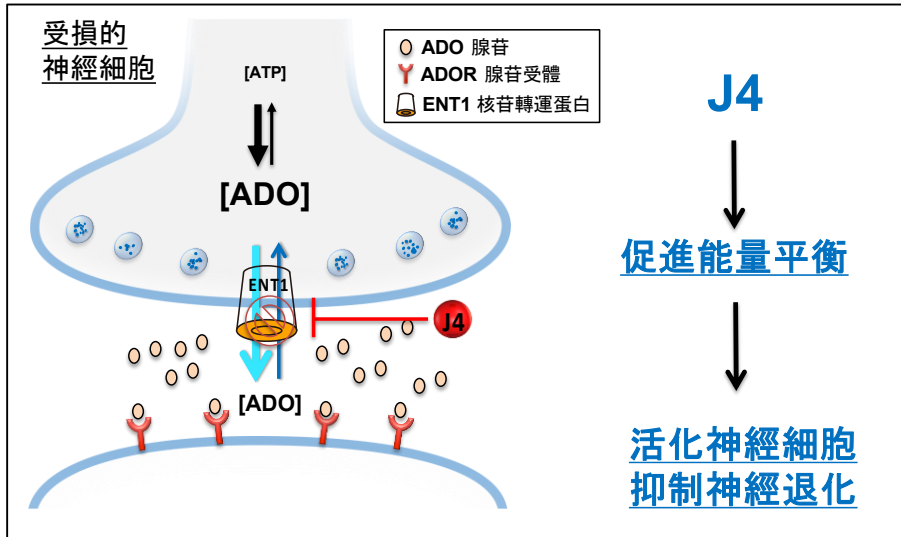 受損的
神經細胞
[ATP]
[ADO]
ENT1
J4
[ADO]
ADO 腺苷
ADOR 腺苷受體
ENT1 核苷轉運蛋白
J4
促進能量平衡
活化神經細胞
抑制神經退化